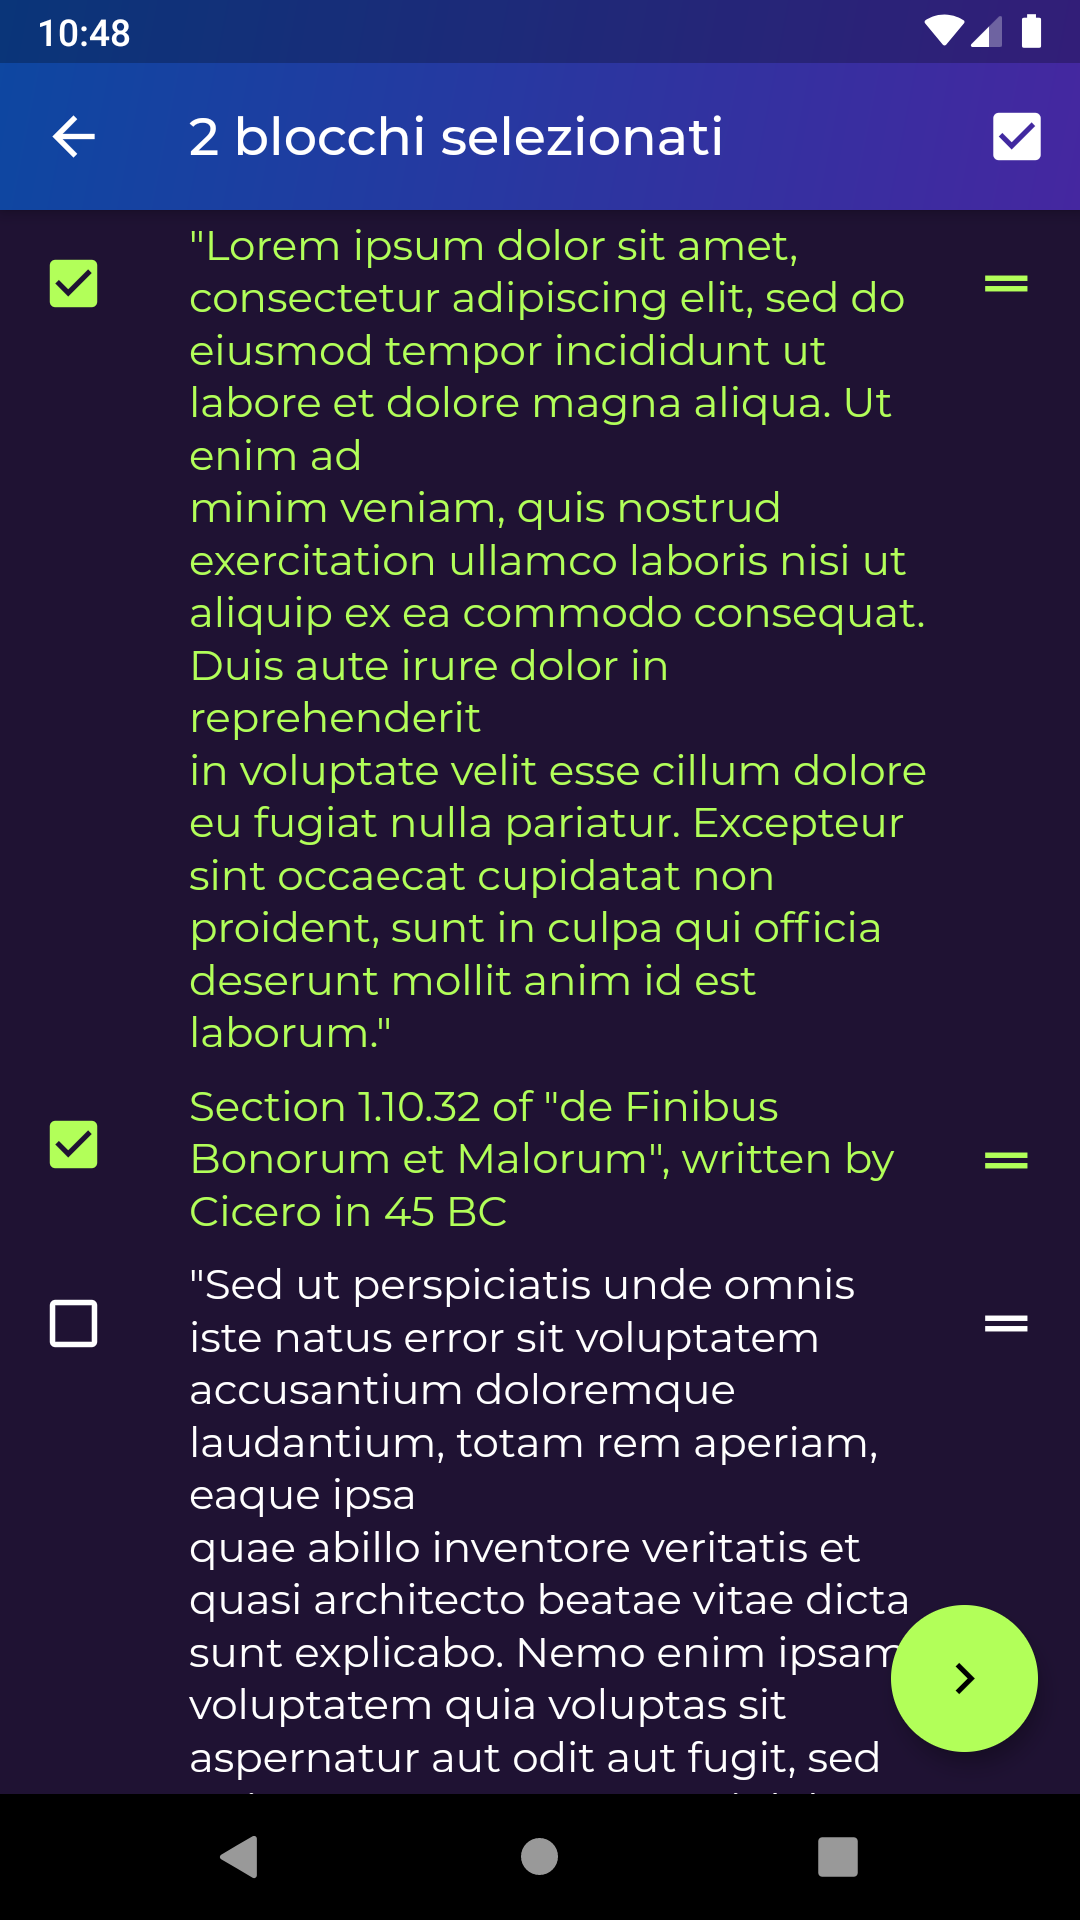 10:48
2 blocchi selezionati
"Lorem ipsum dolor sit amet,
consectetur adipiscing elit, sed do
eiusmod tempor incididunt ut
labore et dolore magna aliqua. Ut
enim ad
minim veniam, quis nostrud
exercitation ullamco laboris nisi ut
aliquip ex ea commodo consequat.
Duis aute irure dolor in
reprehenderit
in voluptate velit esse cillum dolore
eu fugiat nulla pariatur. Excepteur
sint occaecat cupidatat non
proident, sunt in culpa qui officia
deserunt mollit anim id est
laborum."
Section 1.10.32 of "de Finibus
Bonorum et Malorum", written by
Cicero in 45 BC
"Sed ut perspiciatis unde omnis
iste natus error sit voluptatem
accusantium doloremque
laudantium, totam rem aperiam,
eaque ipsa
quae abillo inventore veritatis et
quasi architecto beatae vitae dicta
sunt explicabo. Nemo enim ipsam
voluptatem quia voluptas sit
aspernatur aut odit aut fugit, sed